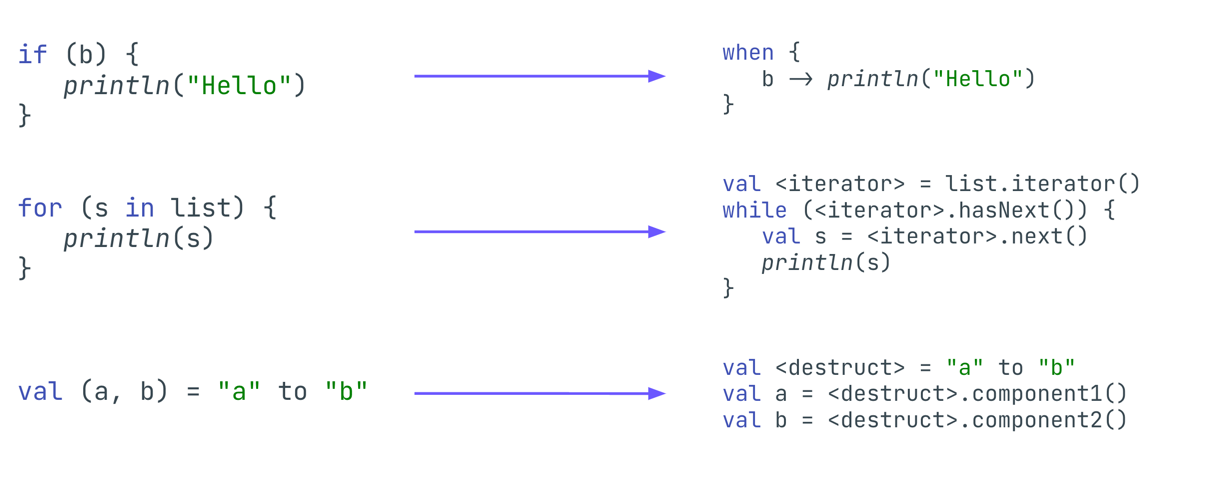 if (b) {
   println("Hello")
}
when {
   b → println("Hello")
}
for (s in list) {
   println(s)
}
val <iterator> = list.iterator()
while (<iterator>.hasNext()) {
   val s = <iterator>.next()
   println(s)
}
val (a, b) = "a" to "b"
val <destruct> = "a" to "b"
val a = <destruct>.component1()
val b = <destruct>.component2()